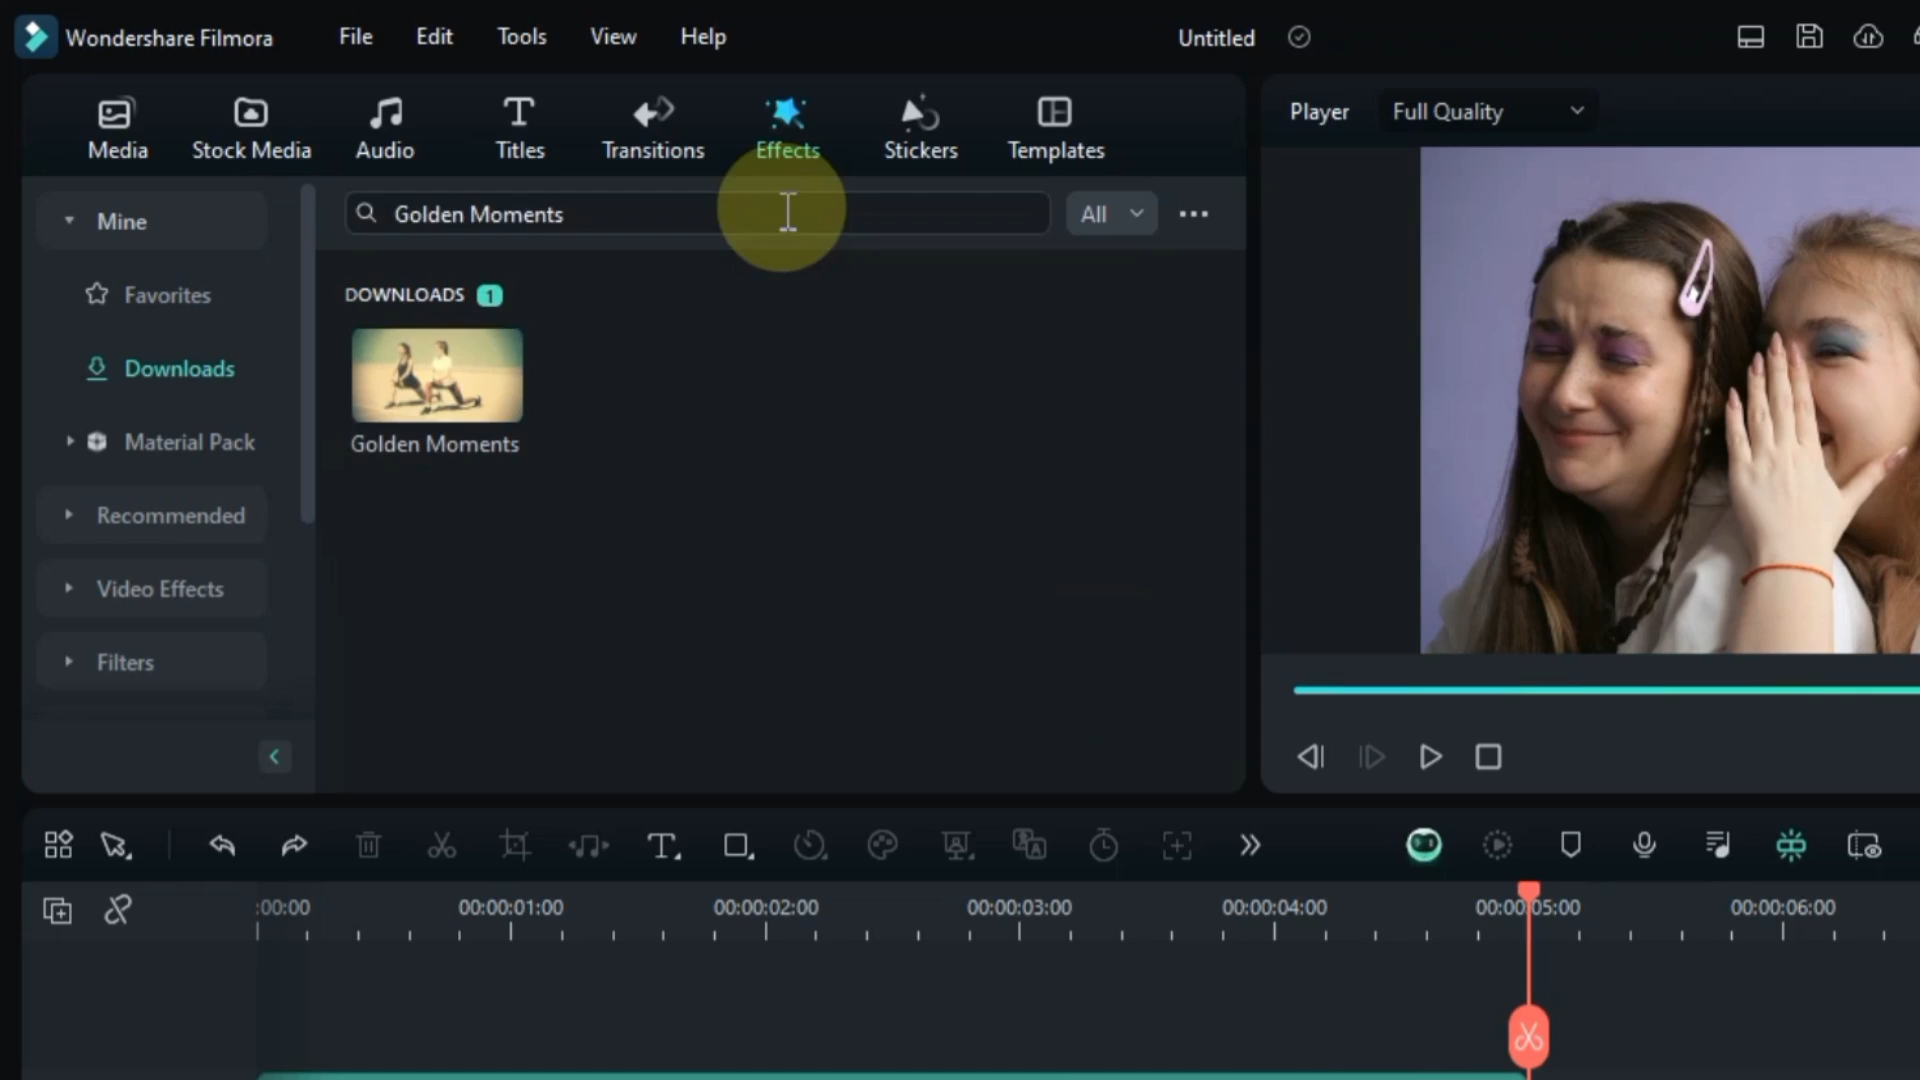 Wondershare Filmora File Edit Tools View Help Untitled
Media Stock Media Audio Titles Transitions Effects Stickers Templates
Player Full Quality
Mine
Golden Moments All
Favorites
DOWNLOADS 1
Downloads
Golden Moments
Material Pack
Recommended
Video Effects
Filters
:00:00 00:00:01:00 00:00:02:00 00:00:03:00 00:00:04:00 00:00:05:00 00:00:06:00